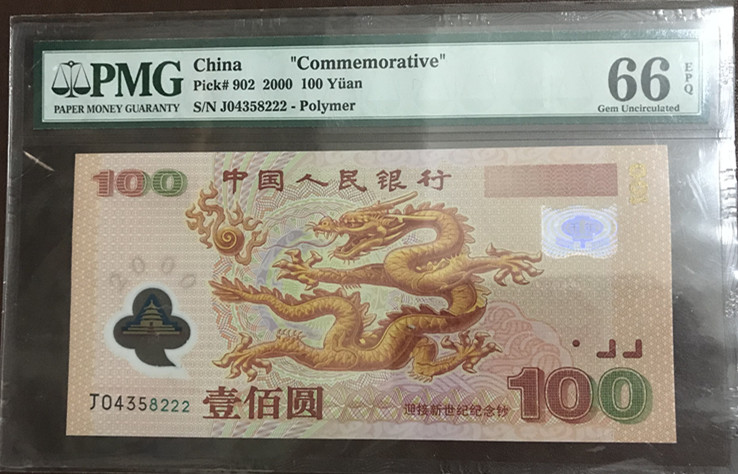 PMG
PAPER MONEY GUARANTY
China "Commemorative"
Pick# 902 2000 100 Yüan
S/N J04358222 - Polymer
66 EPQ
Gem Uncirculated
100 中国人民银行
2000
J04358222 壹佰圆 迎接新世纪纪念钞 100